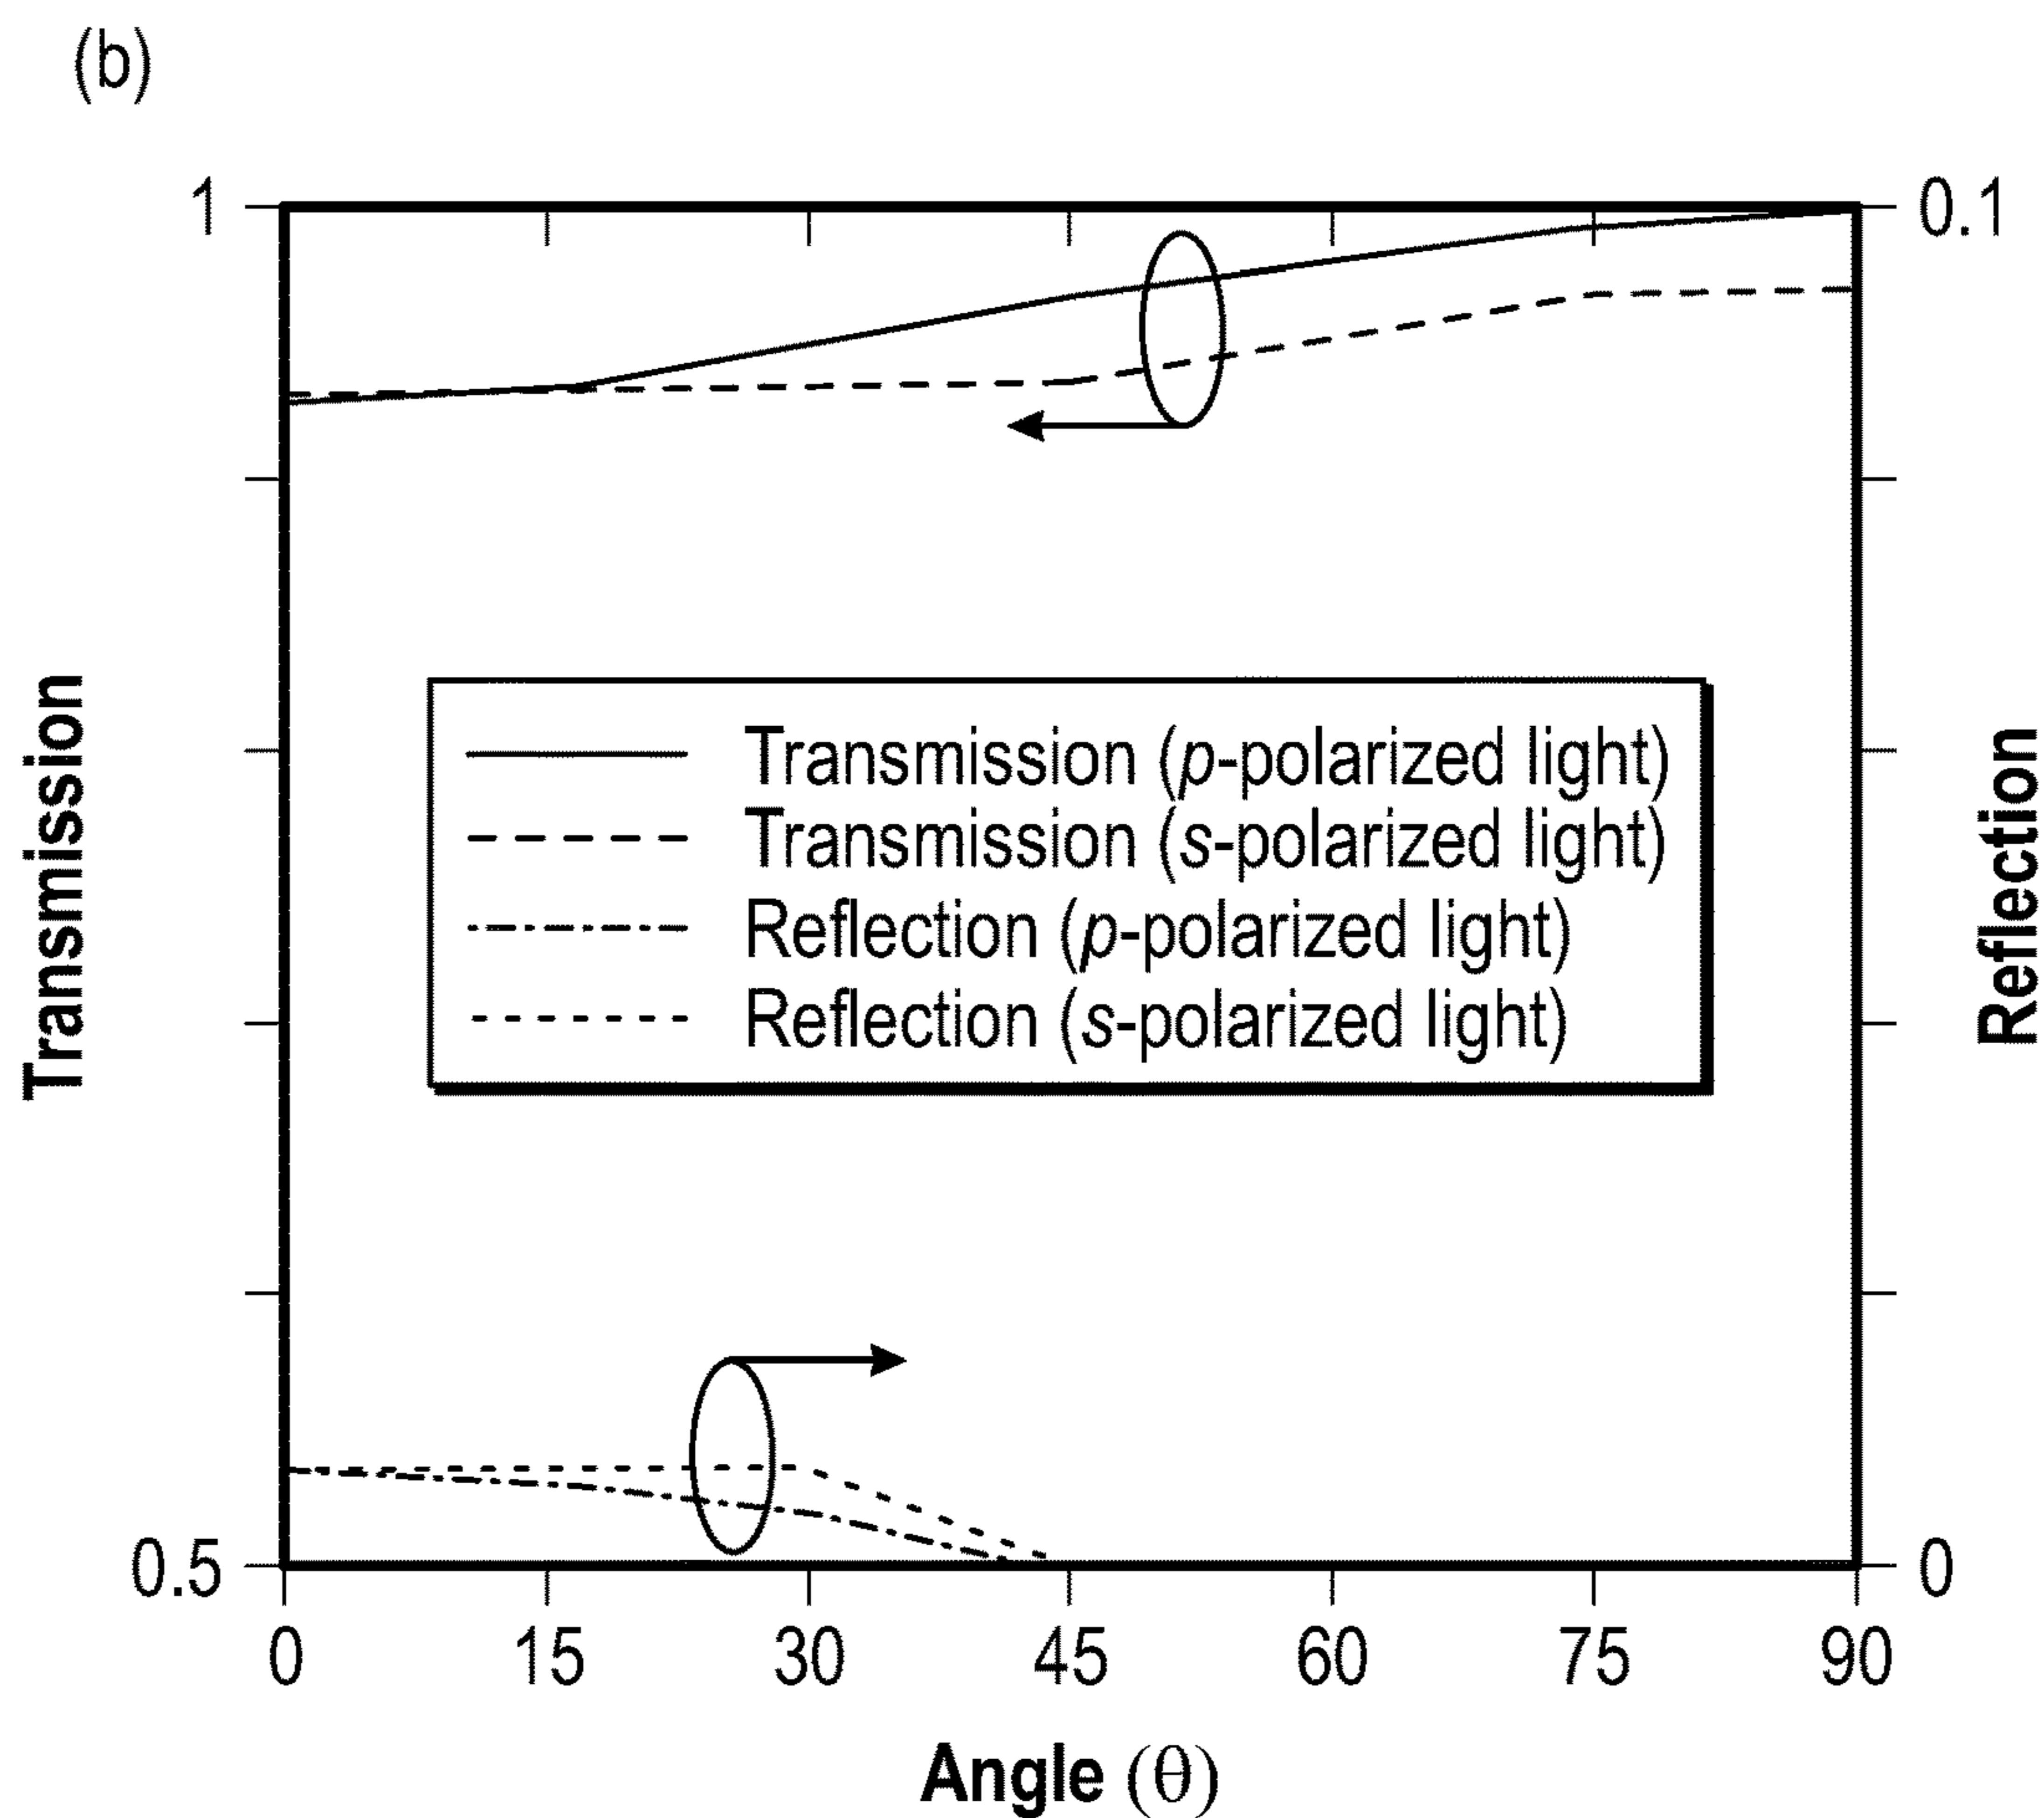 (b)
1
0.1
Transmission
Transmission (p-polarized light)
Transmission (s-polarized light)
Reflection (p-polarized light)
Reflection (s-polarized light)
Reflection
0.5
0
0 15 30 45 60 75 90
Angle (θ)